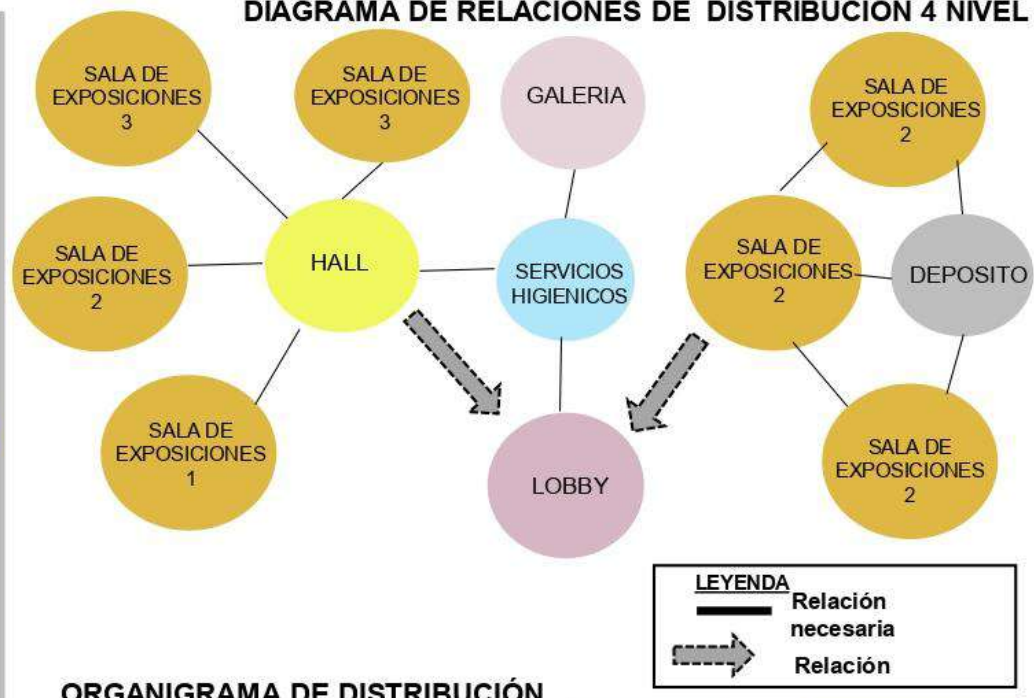 DIAGRAMA DE RELACIONES DE DISTRIBUCION 4 NIVEL
SALA DE
EXPOSICIONES
3
SALA DE
EXPOSICIONES
3
GALERIA
SALA DE
EXPOSICIONES
2
SALA DE
EXPOSICIONES
2
HALL
SERVICIOS
HIGIENICOS
SALA DE
EXPOSICIONES
2
DEPOSITO
SALA DE
EXPOSICIONES
1
LOBBY
SALA DE
EXPOSICIONES
2
LEYENDA
Relación
necesaria
Relación
ORGANIGRAMA DE DISTRIBUCIÓN